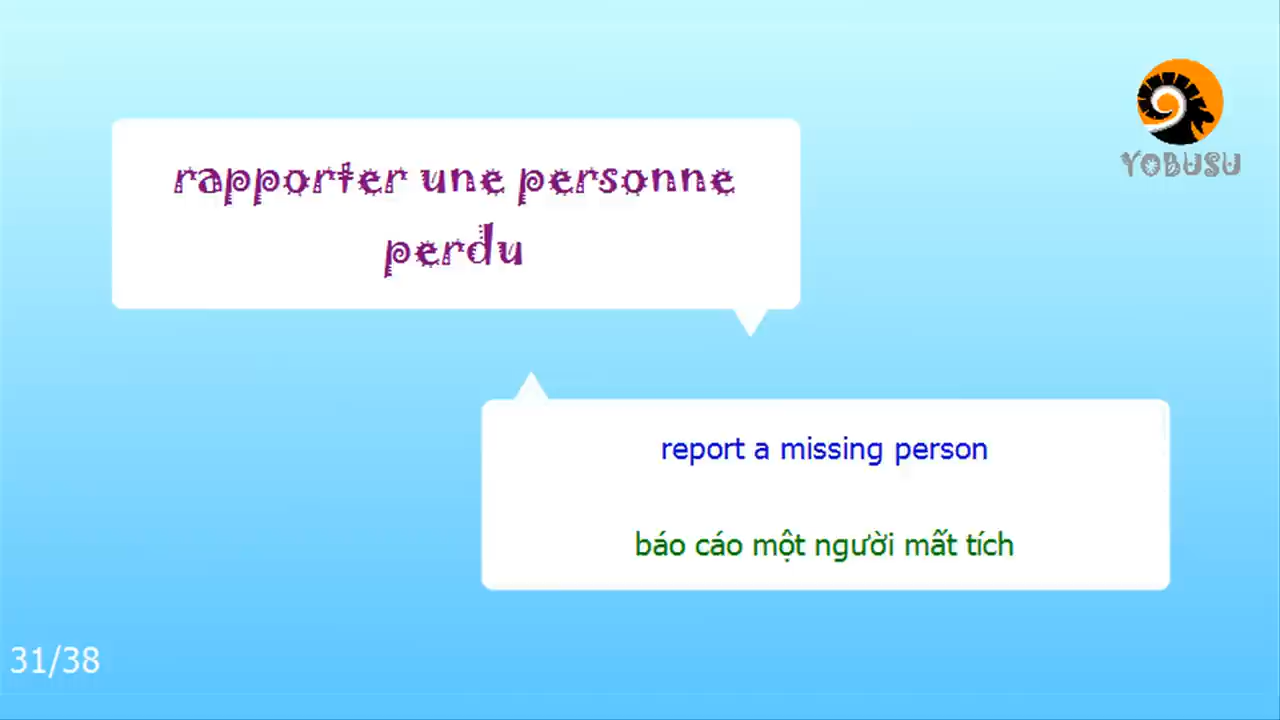 YOBUSU
rapporter une personne
perdu
report a missing person
báo cáo một người mất tích
31/38